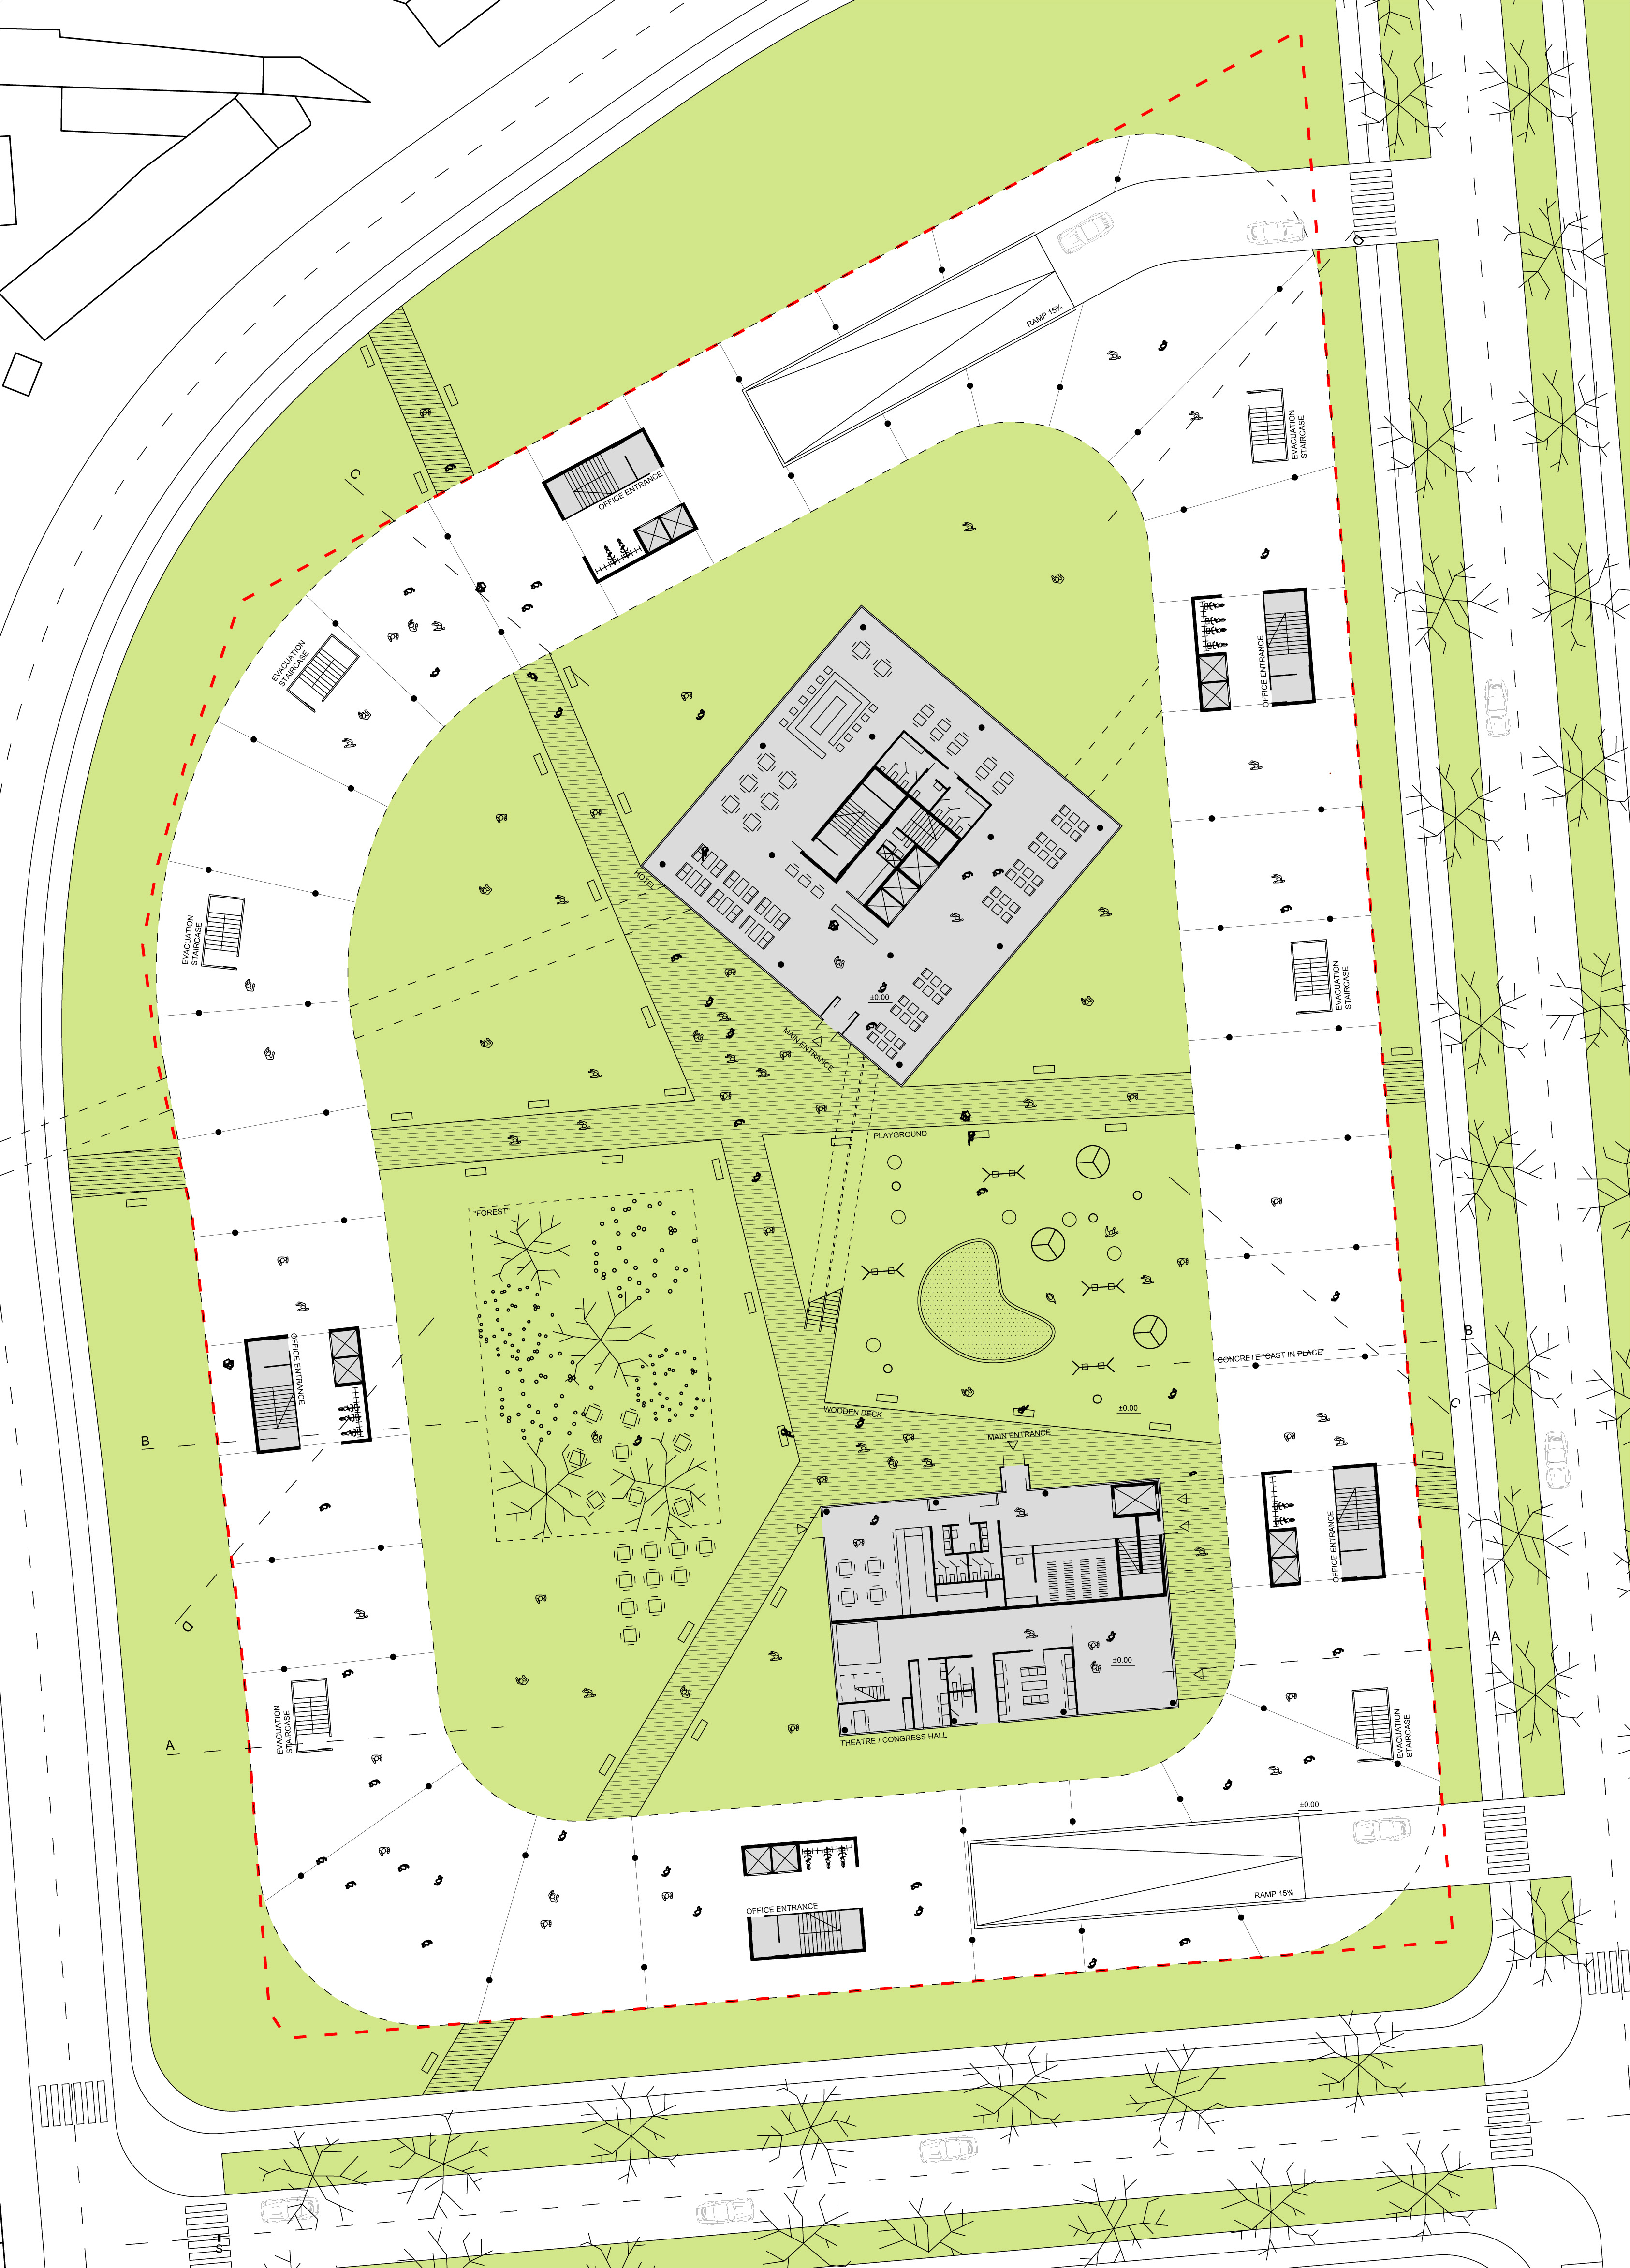 D
RAMP 15%
EVACUATION
STAIRCASE
C
OFFICE ENTRANCE
EVACUATION
STAIRCASE
OFFICE ENTRANCE
HOTEL
EVACUATION
STAIRCASE
EVACUATION
STAIRCASE
±0.00
MAIN ENTRANCE
PLAYGROUND
"FOREST"
B
CONCRETE "CAST IN PLACE"
OFFICE ENTRANCE
C
WOODEN DECK
±0.00
B
MAIN ENTRANCE
OFFICE ENTRANCE
D
A
±0.00
EVACUATION
STAIRCASE
A
THEATRE / CONGRESS HALL
EVACUATION
STAIRCASE
±0.00
RAMP 15%
OFFICE ENTRANCE
S